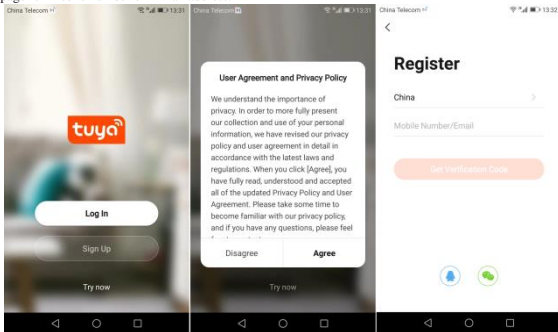 China Telecom
13:31
tuya
Log In
Sign Up
Try now
China Telecom
13:31
User Agreement and Privacy Policy
We understand the importance of
privacy. In order to more fully present
our collection and use of your personal
information, we have revised our privacy
policy and user agreement in detail in
accordance with the latest laws and
regulations. When you click [Agree], you
have fully read, understood and accepted
all of the updated Privacy Policy and User
Agreement. Please take some time to
become familiar with our privacy policy,
and if you have any questions, please feel
Disagree
Agree
Try now
China Telecom
13:32
Register
China
Mobile Number/Email
Get Verification Code